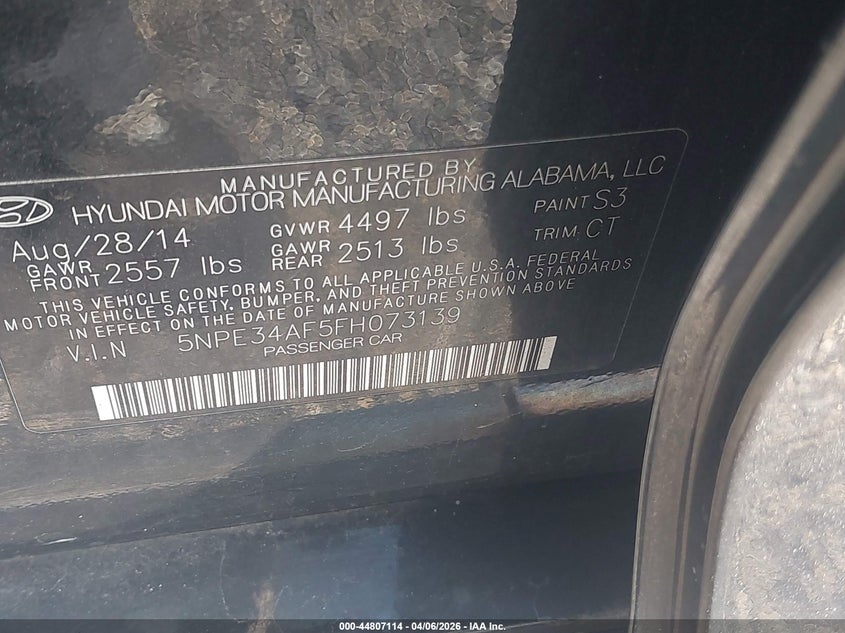 MANUFACTURED BY
HYUNDAI MOTOR MANUFACTURING ALABAMA, LLC
Aug/28/14 GVWR 4497 lbs PAINT S3
GAWR FRONT 2557 lbs GAWR REAR 2513 lbs TRIM CT
THIS VEHICLE CONFORMS TO ALL APPLICABLE U.S.A. FEDERAL
MOTOR VEHICLE SAFETY, BUMPER, AND THEFT PREVENTION STANDARDS
IN EFFECT ON THE DATE OF MANUFACTURE SHOWN ABOVE
V.I.N 5NPE34AF5FH073139
PASSENGER CAR
000-44807114 - 04/06/2026 - IAA Inc.